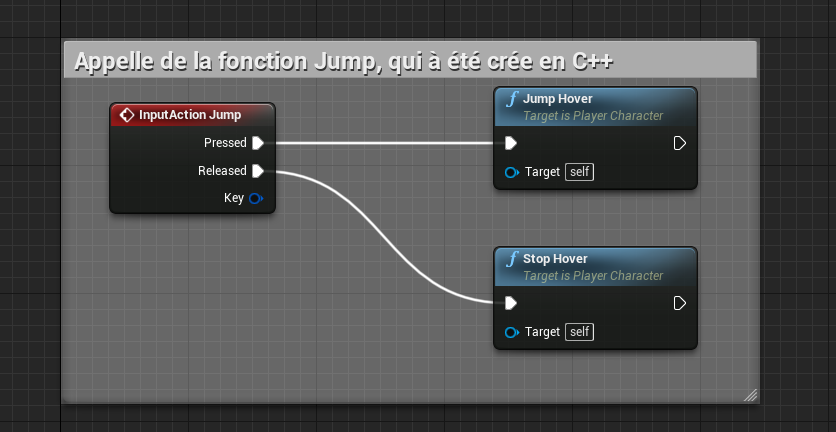 Appelle de la fonction Jump, qui à été crée en C++
InputAction Jump
Pressed
Released
Key
f Jump Hover
Target is Player Character
Target self
f Stop Hover
Target is Player Character
Target self